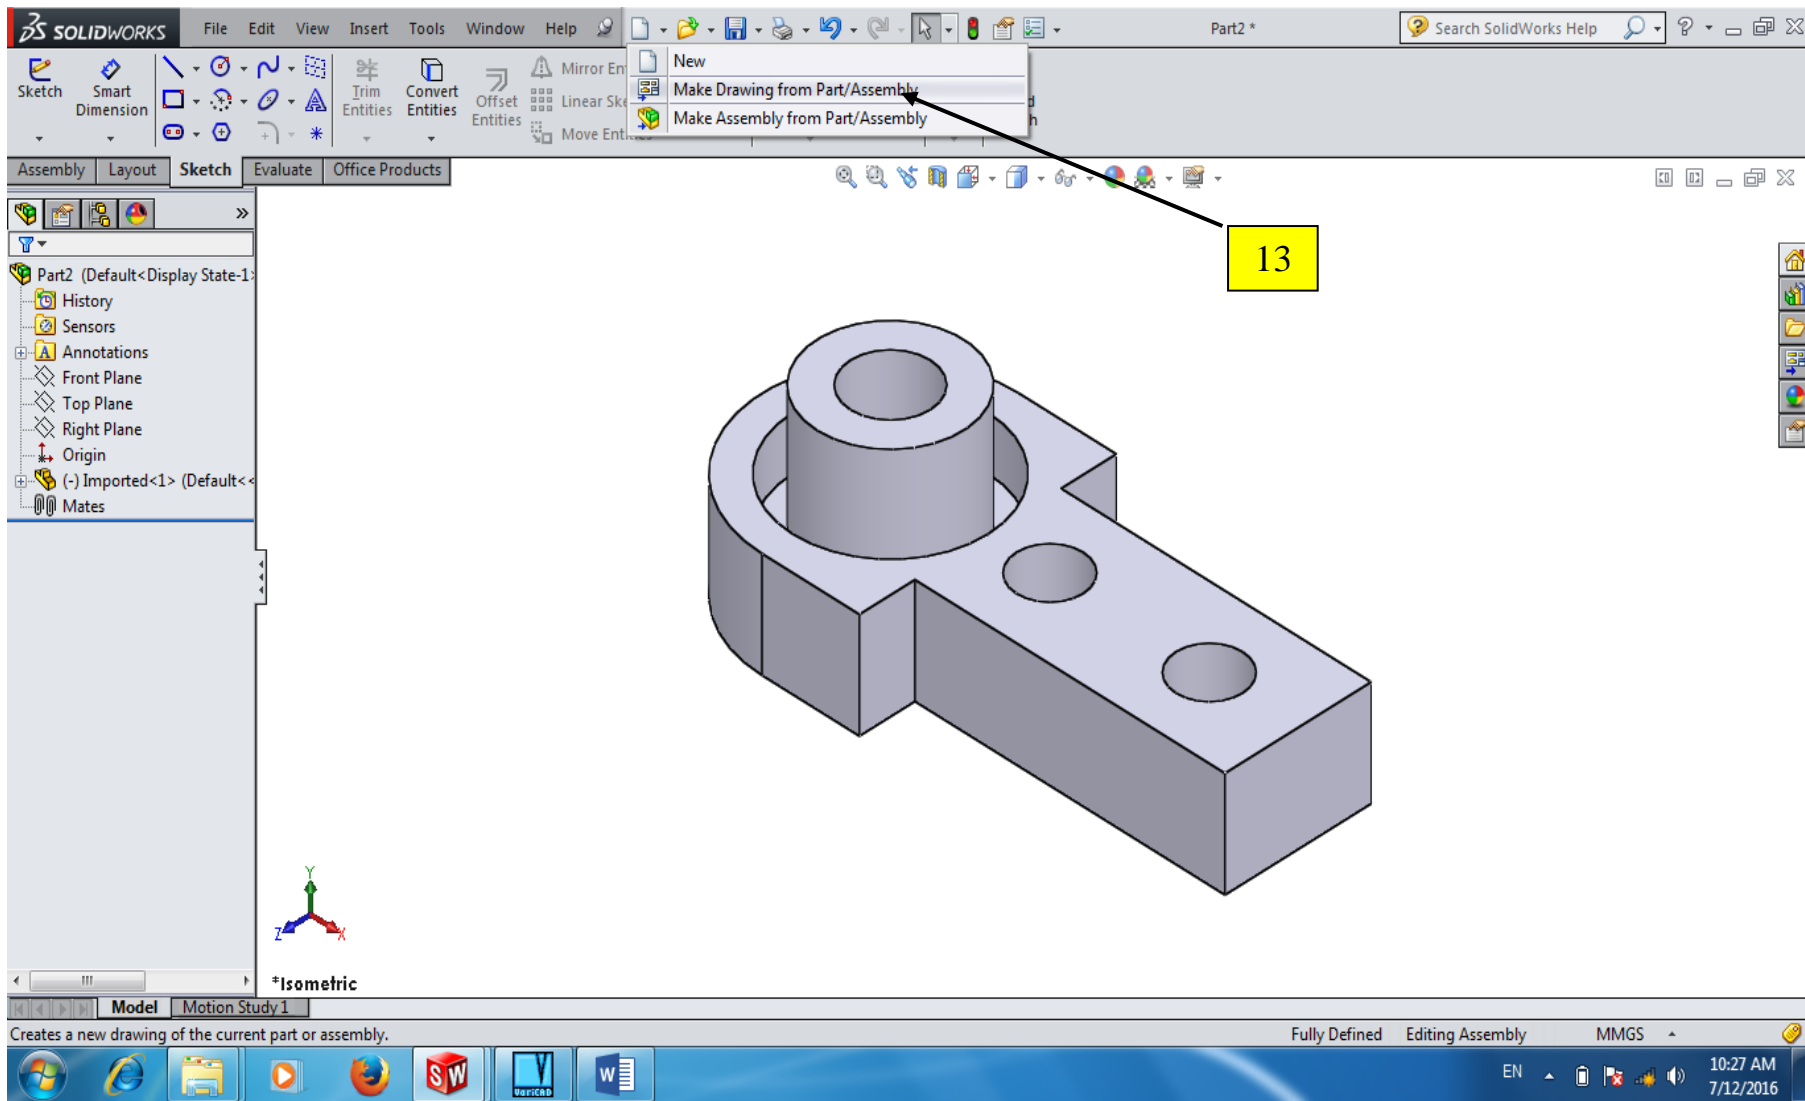 SOLIDWORKS File Edit View Insert Tools Window Help Part2 * Search SolidWorks Help
New
Make Drawing from Part/Assembly
Make Assembly from Part/Assembly
Sketch Smart Dimension Trim Entities Convert Entities Offset Entities
Mirror En
Linear Ske
Move Ent
Assembly Layout Sketch Evaluate Office Products
13
Part2 (Default<Display State-1>
History
Sensors
A Annotations
Front Plane
Top Plane
Right Plane
Origin
(-) Imported<1> (Default<<
Mates
Y
Z X
*Isometric
Model Motion Study 1
Creates a new drawing of the current part or assembly. Fully Defined Editing Assembly MMGS
SW VariCAD W EN 10:27 AM
7/12/2016